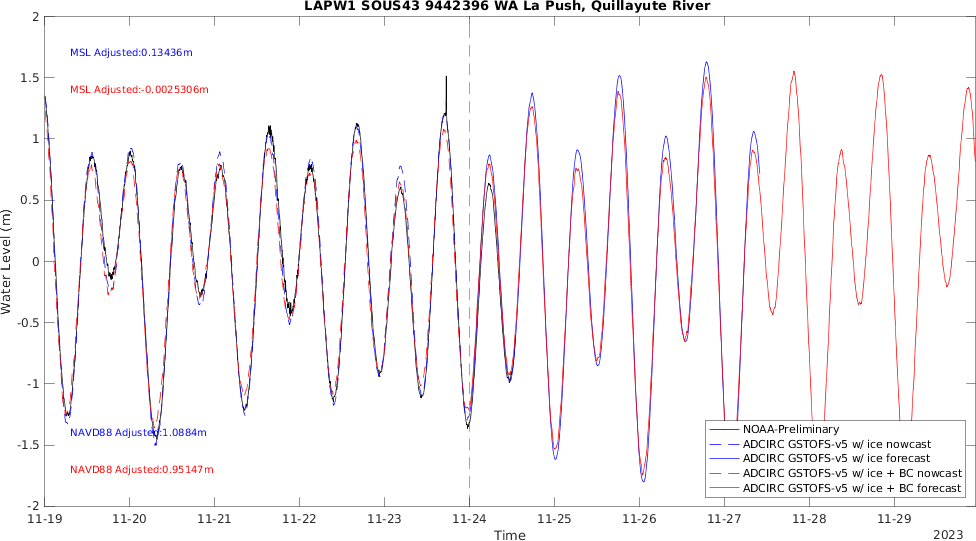 LAPW1 SOUS43 9442396 WA La Push, Quillayute River
2
1.5
1
0.5
0
-0.5
-1
-1.5
-2
Water Level (m)
MSL Adjusted:0.13436m
MSL Adjusted:-0.0025306m
NAVD88 Adjusted:1.0884m
NAVD88 Adjusted:0.95147m
NOAA-Preliminary
ADCIRC GSTOFS-v5 w/ ice nowcast
ADCIRC GSTOFS-v5 w/ ice forecast
ADCIRC GSTOFS-v5 w/ ice + BC nowcast
ADCIRC GSTOFS-v5 w/ ice + BC forecast
11-19 11-20 11-21 11-22 11-23 11-24 11-25 11-26 11-27 11-28 11-29
Time
2023